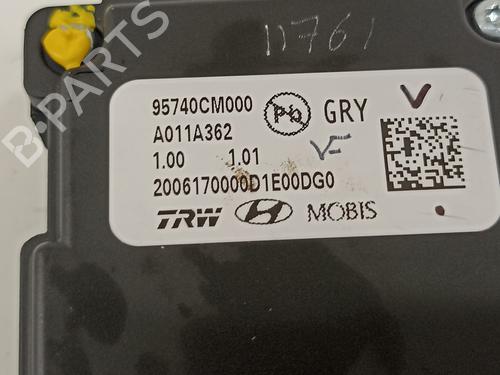 11761
95740CM000 Pb GRY V
A011A362
1.00 1.01 V-
2006170000D1E00DG0
TRW H MOBIS
B-PARTS